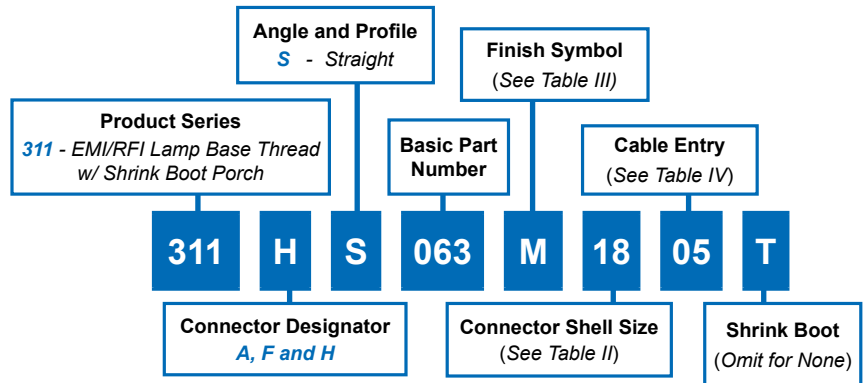 Angle and Profile
S - Straight
Finish Symbol
(See Table III)
Product Series
311 - EMI/RFI Lamp Base Thread
w/ Shrink Boot Porch
Basic Part
Number
Cable Entry
(See Table IV)
311 H S 063 M 18 05 T
Connector Designator
A, F and H
Connector Shell Size
(See Table II)
Shrink Boot
(Omit for None)